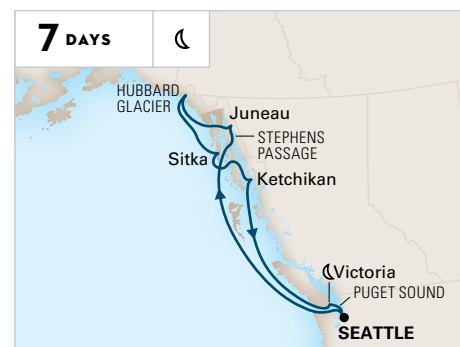 7 DAYS
HUBBARD
GLACIER
Juneau
STEPHENS
PASSAGE
Sitka
Ketchikan
Victoria
PUGET SOUND
SEATTLE